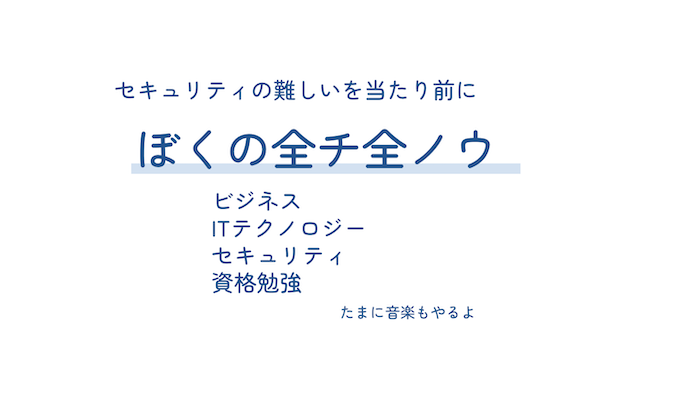 セキュリティの難しいを当たり前に
ぼくの全チ全ノウ
ビジネス
ITテクノロジー
セキュリティ
資格勉強
たまに音楽もやるよ